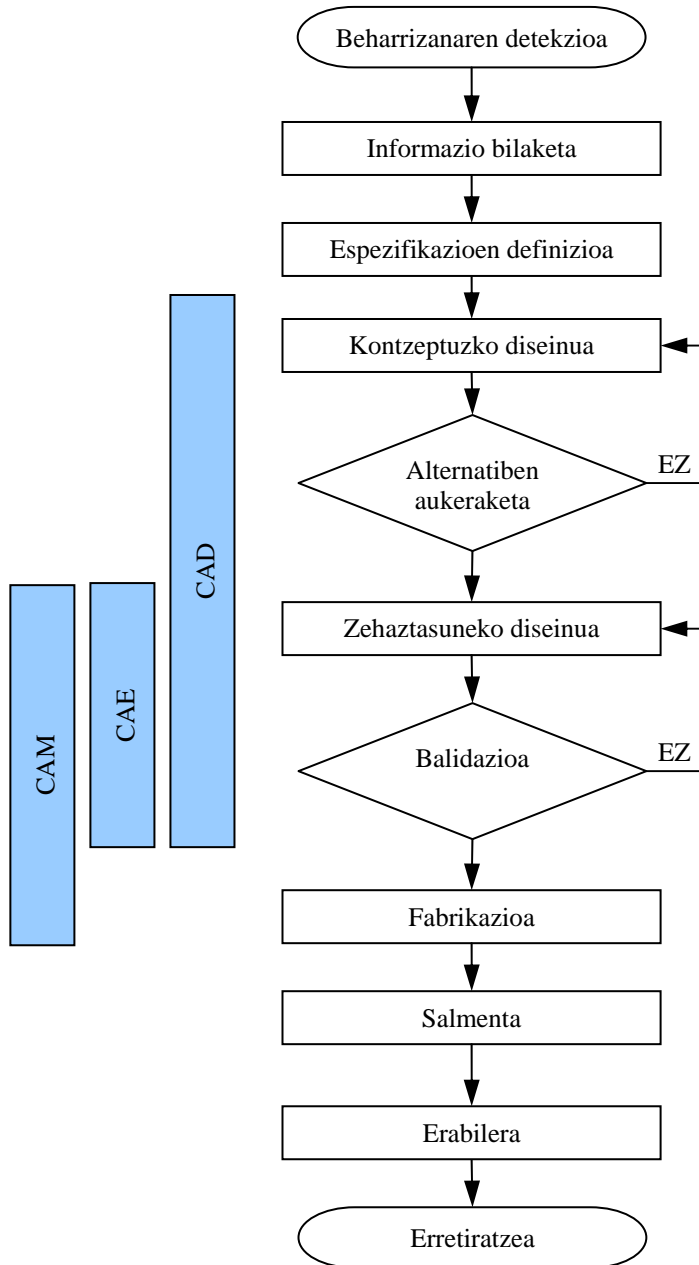 Beharrizanaren detekzioa
Informazio bilaketa
Espezifikazioen definizioa
Kontzeptuzko diseinua
Alternatiben
aukeraketa
EZ
Zehaztasuneko diseinua
Balidazioa
EZ
Fabrikazioa
Salmenta
Erabilera
Erretiratzea
CAM
CAE
CAD